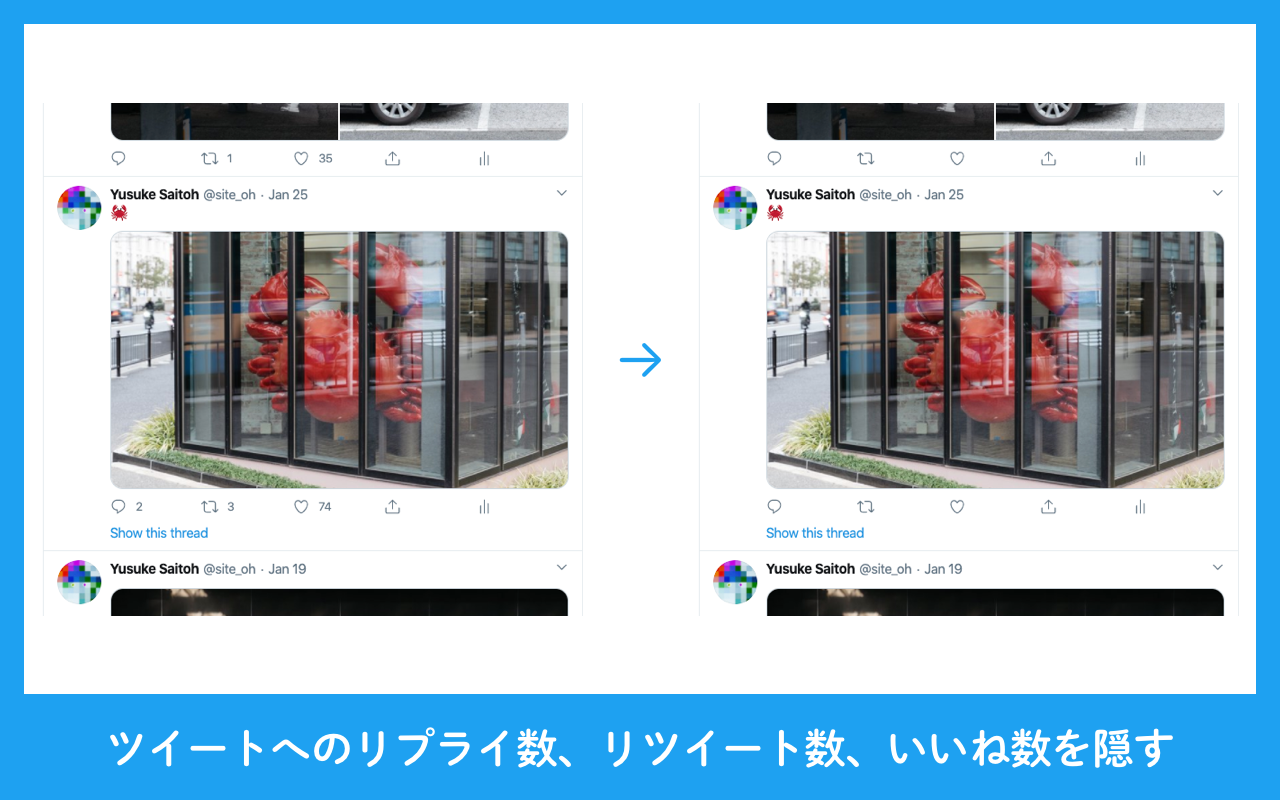 1 35
Yusuke Saitoh @site_oh · Jan 25
🦀
2 3 74
Show this thread
Yusuke Saitoh @site_oh · Jan 19
Yusuke Saitoh @site_oh · Jan 25
🦀
Show this thread
Yusuke Saitoh @site_oh · Jan 19
ツイートへのリプライ数、リツイート数、いいね数を隠す